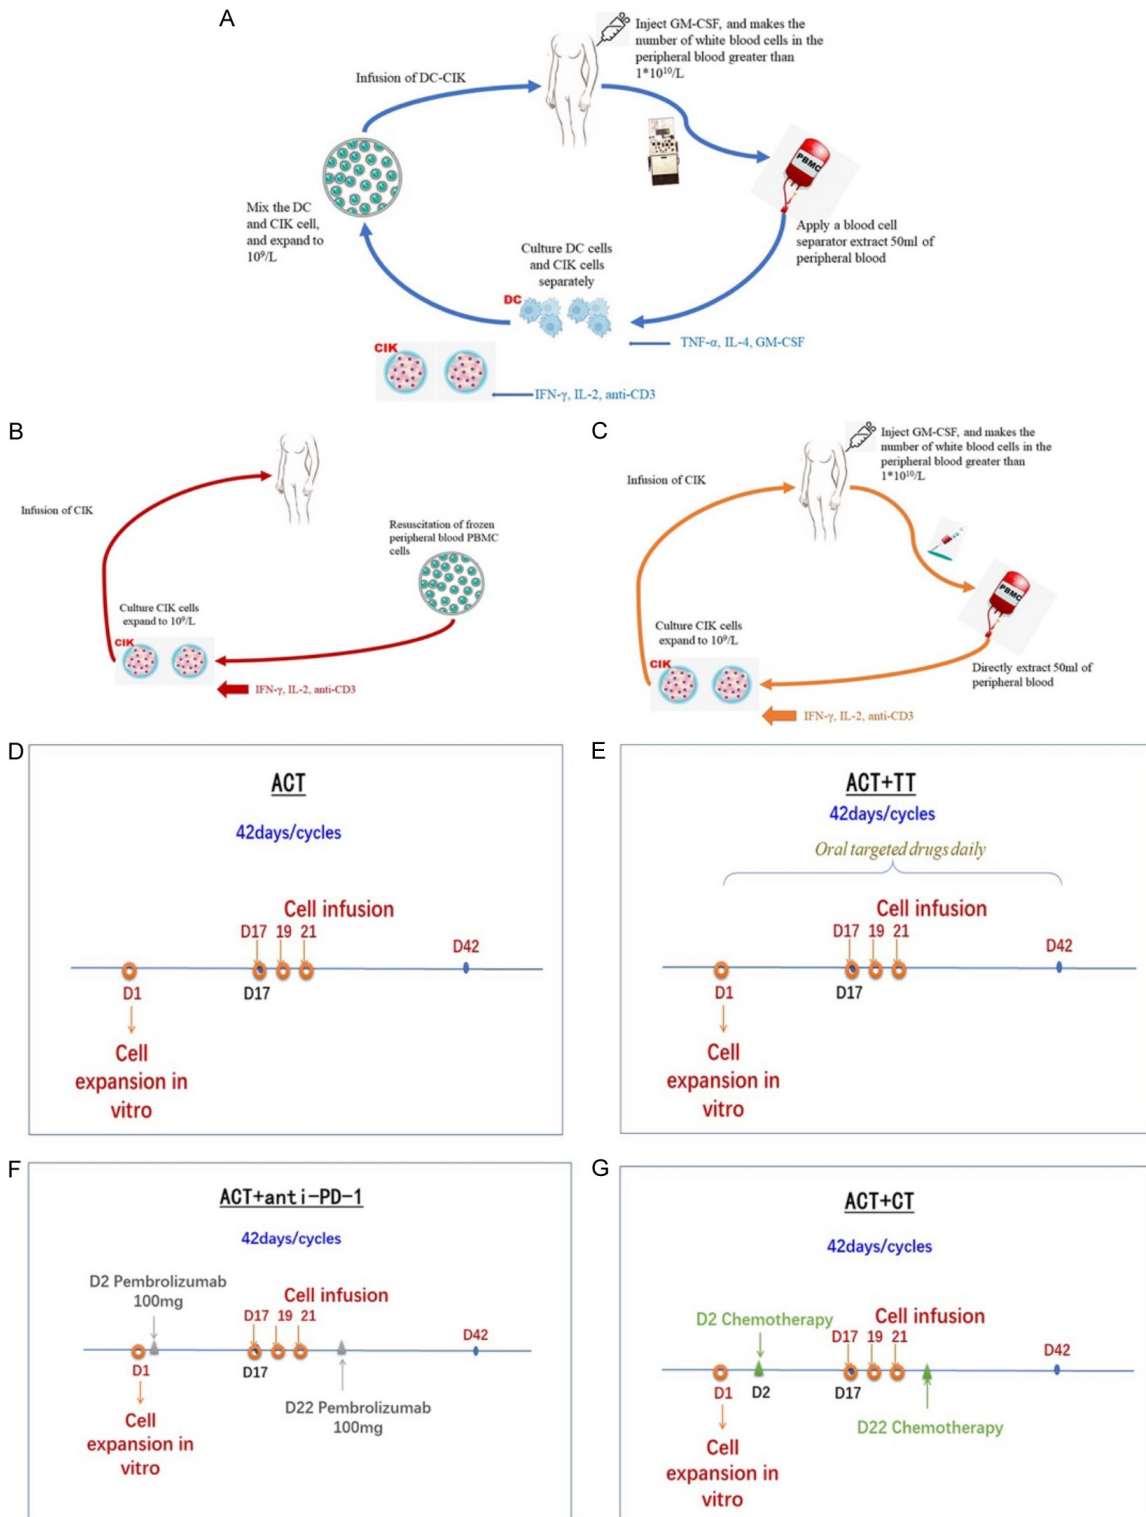 A
Inject GM-CSF, and makes the
number of white blood cells in the
peripheral blood greater than
1*10¹⁰/L
Infusion of DC-CIK
PBMC
Mix the DC
and CIK cell,
and expand to
10⁹/L
Apply a blood cell
separator extract 50ml of
peripheral blood
Culture DC cells
and CIK cells
separately
DC
TNF-α, IL-4, GM-CSF
CIK
IFN-γ, IL-2, anti-CD3
B
Infusion of CIK
Resuscitation of frozen
peripheral blood PBMC
cells
Culture CIK cells
expand to 10⁹/L
CIK
IFN-γ, IL-2, anti-CD3
C
Inject GM-CSF, and makes the
number of white blood cells in the
peripheral blood greater than
1*10¹⁰/L
Infusion of CIK
PBMC
Culture CIK cells
expand to 10⁹/L
CIK
Directly extract 50ml of
peripheral blood
IFN-γ, IL-2, anti-CD3
D
ACT
42days/cycles
Cell infusion
D17 19 21
D42
D1
D17
Cell
expansion in
vitro
E
ACT+TT
42days/cycles
Oral targeted drugs daily
Cell infusion
D17 19 21
D42
D1
D17
Cell
expansion in
vitro
F
ACT+anti-PD-1
42days/cycles
D2 Pembrolizumab
100mg
Cell infusion
D17 19 21
D42
D1
D17
D22 Pembrolizumab
100mg
Cell
expansion in
vitro
G
ACT+CT
42days/cycles
D2 Chemotherapy
Cell infusion
D17 19 21
D42
D1
D2
D17
D22 Chemotherapy
Cell
expansion in
vitro